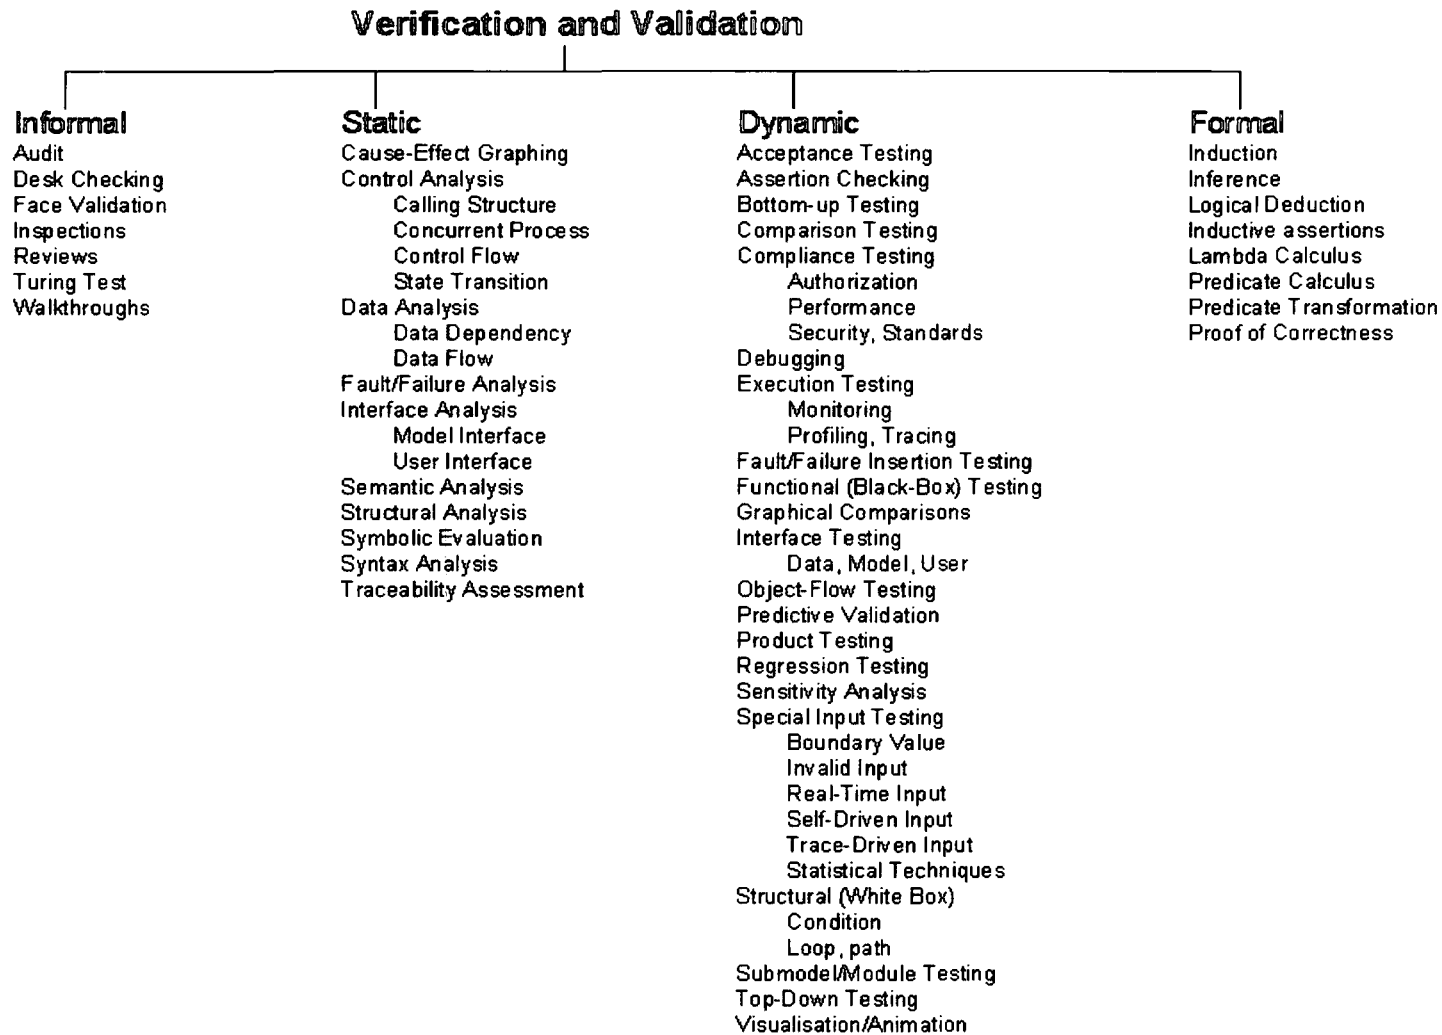 Verification and Validation
Informal
Audit
Desk Checking
Face Validation
Inspections
Reviews
Turing Test
Walkthroughs
Static
Cause-Effect Graphing
Control Analysis
Calling Structure
Concurrent Process
Control Flow
State Transition
Data Analysis
Data Dependency
Data Flow
Fault/Failure Analysis
Interface Analysis
Model Interface
User Interface
Semantic Analysis
Structural Analysis
Symbolic Evaluation
Syntax Analysis
Traceability Assessment
Dynamic
Acceptance Testing
Assertion Checking
Bottom-up Testing
Comparison Testing
Compliance Testing
Authorization
Performance
Security, Standards
Debugging
Execution Testing
Monitoring
Profiling, Tracing
Fault/Failure Insertion Testing
Functional (Black-Box) Testing
Graphical Comparisons
Interface Testing
Data, Model, User
Object-Flow Testing
Predictive Validation
Product Testing
Regression Testing
Sensitivity Analysis
Special Input Testing
Boundary Value
Invalid Input
Real-Time Input
Self-Driven Input
Trace-Driven Input
Statistical Techniques
Structural (White Box)
Condition
Loop, path
Submodel/Module Testing
Top-Down Testing
Visualisation/Animation
Formal
Induction
Inference
Logical Deduction
Inductive assertions
Lambda Calculus
Predicate Calculus
Predicate Transformation
Proof of Correctness